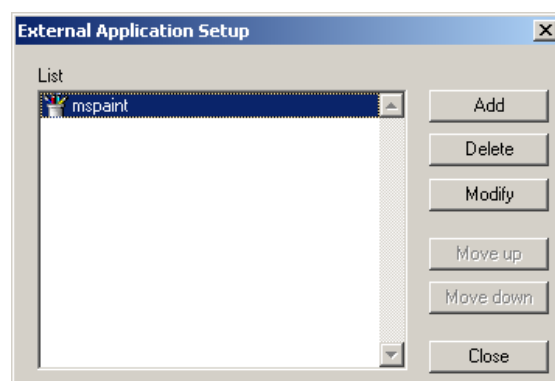 External Application Setup
List
mspaint
Add
Delete
Modify
Move up
Move down
Close